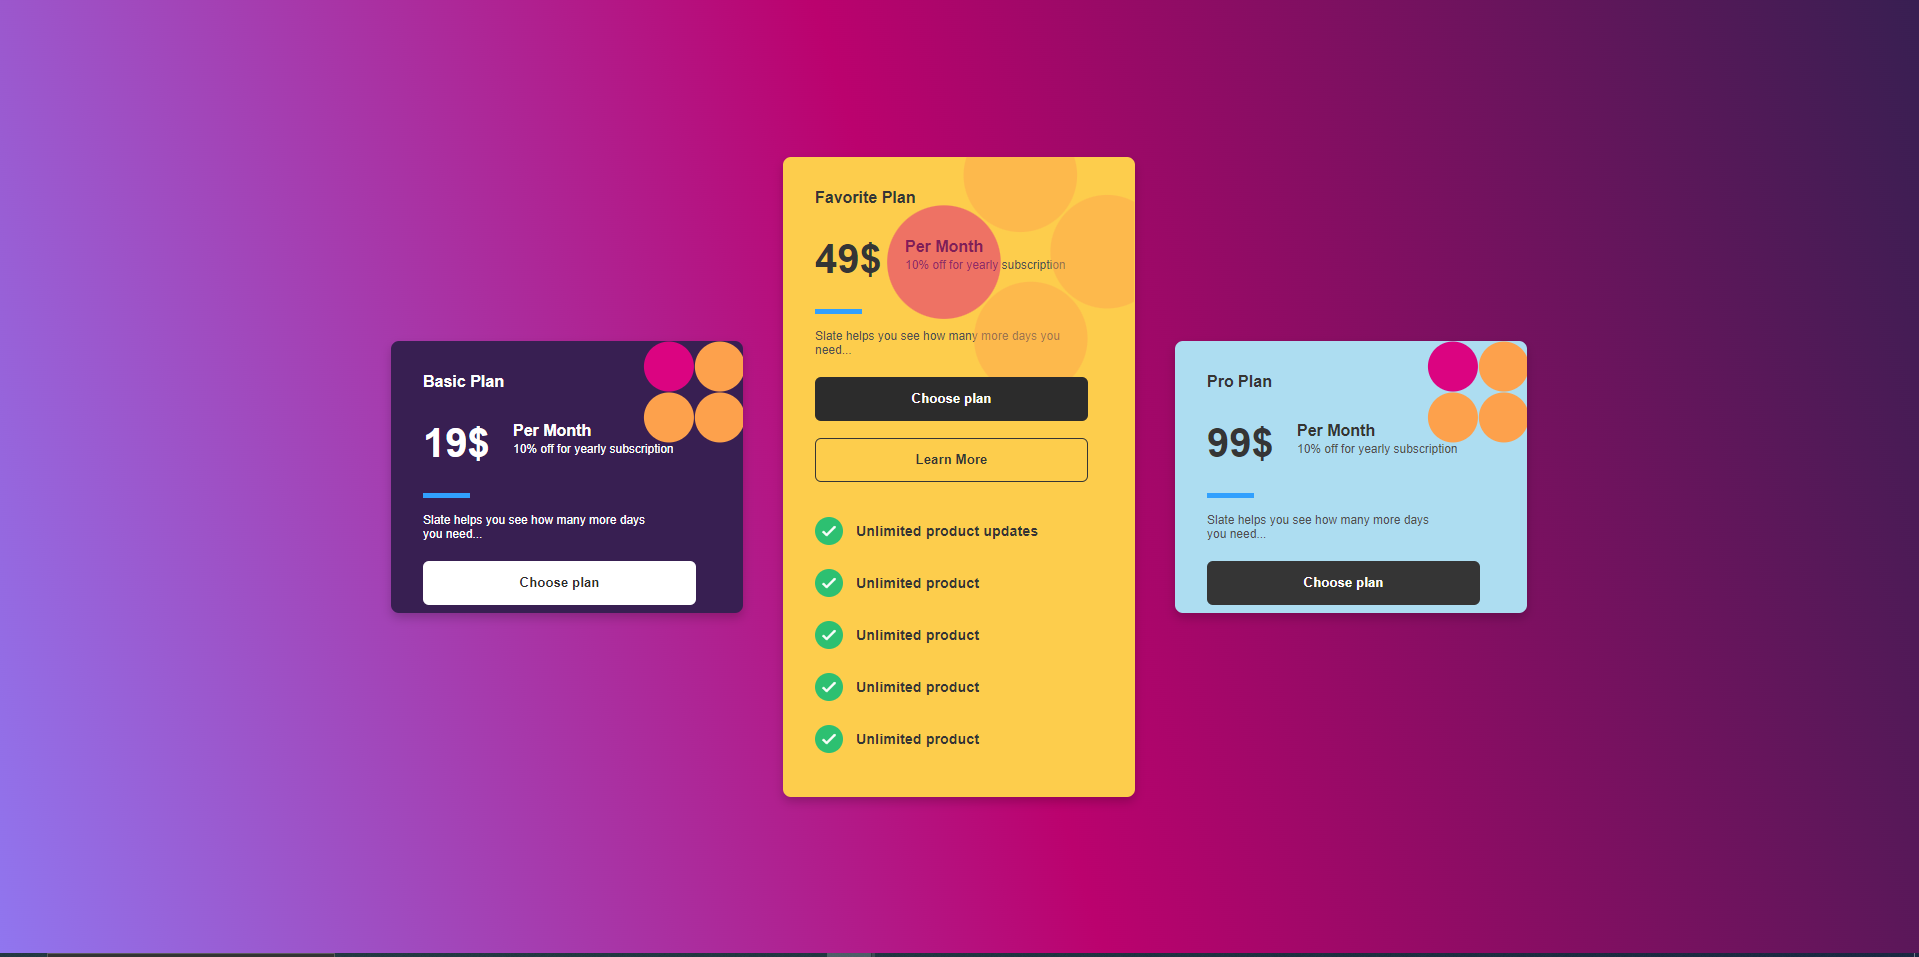 Basic Plan
19$
Per Month
10% off for yearly subscription
Slate helps you see how many more days
you need...
Choose plan
Favorite Plan
49$
Per Month
10% off for yearly subscription
Slate helps you see how many more days you
need...
Choose plan
Learn More
Unlimited product updates
Unlimited product
Unlimited product
Unlimited product
Unlimited product
Pro Plan
99$
Per Month
10% off for yearly subscription
Slate helps you see how many more days
you need...
Choose plan